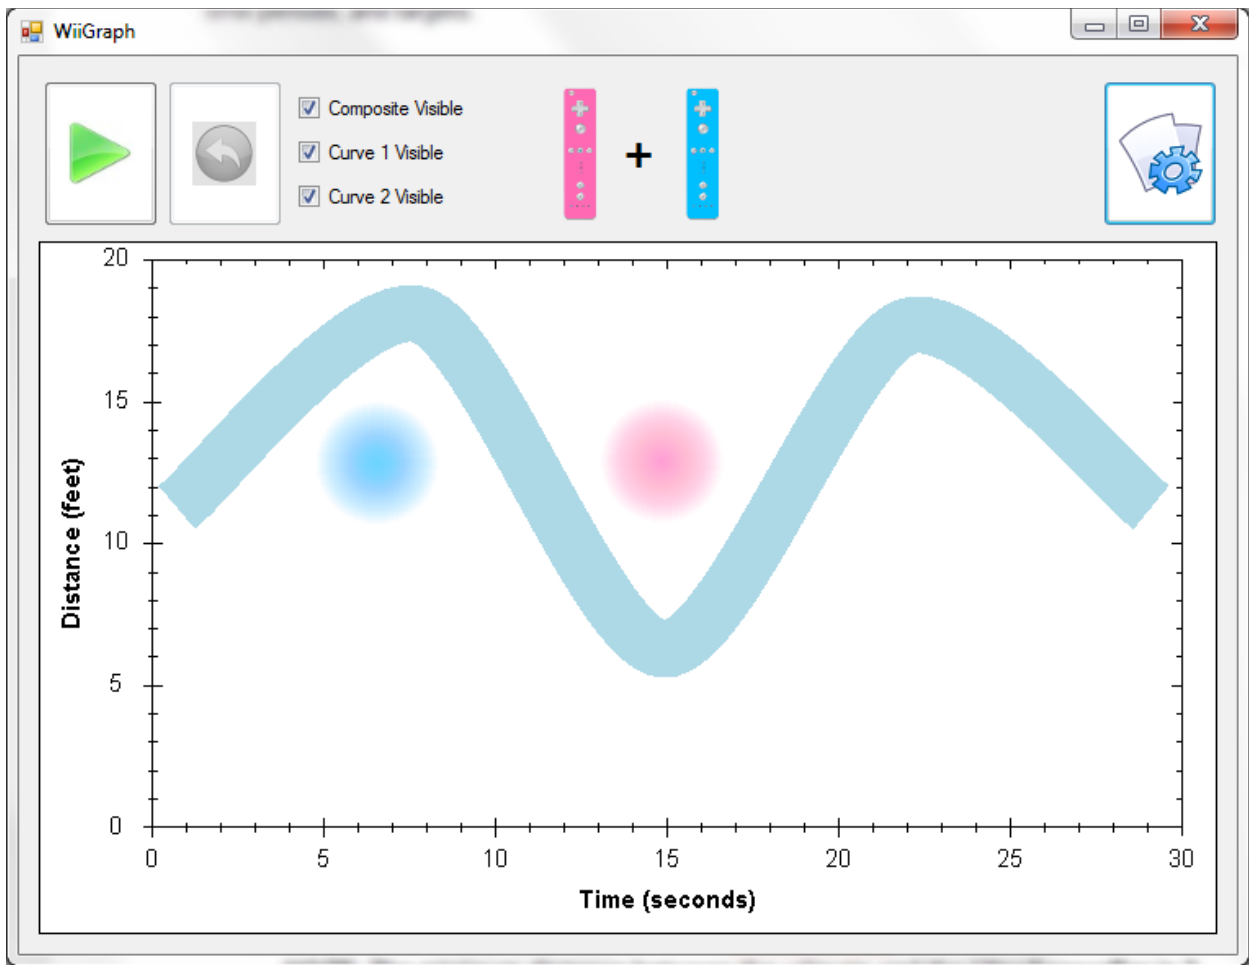 WiiGraph
Composite Visible
Curve 1 Visible
+
Curve 2 Visible
20
15
10
5
0
Distance (feet)
0 5 10 15 20 25 30
Time (seconds)